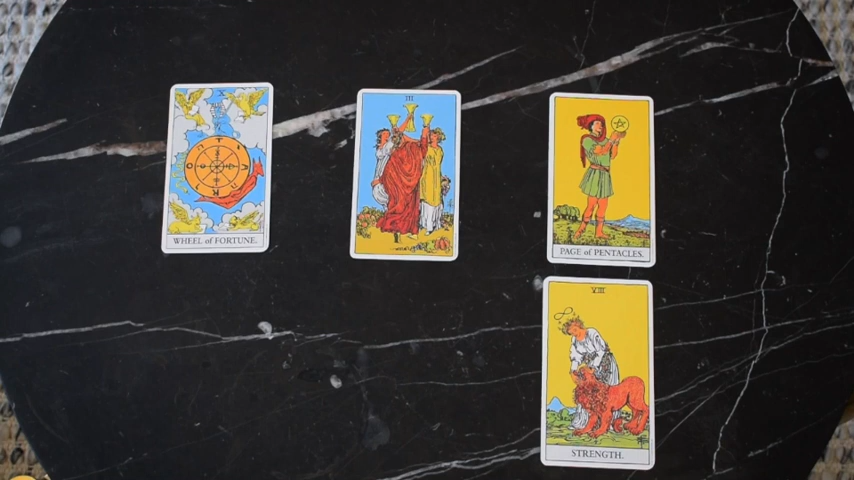 X
WHEEL of FORTUNE.
III
PAGE of PENTACLES.
VIII
STRENGTH.